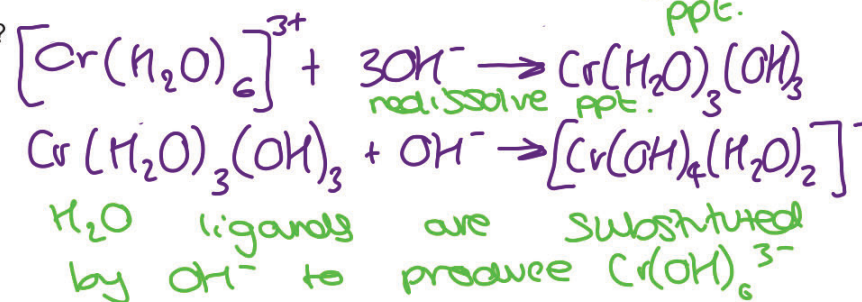 ?
ppt.
[Cr(H₂O)₆]³⁺ + 3OH⁻ → Cr(H₂O)₃(OH)₃
redissolve ppt.
Cr(H₂O)₃(OH)₃ + OH⁻ → [Cr(OH)₄(H₂O)₂]⁻
H₂O ligands are substituted
by OH⁻ to produce Cr(OH)₆³⁻